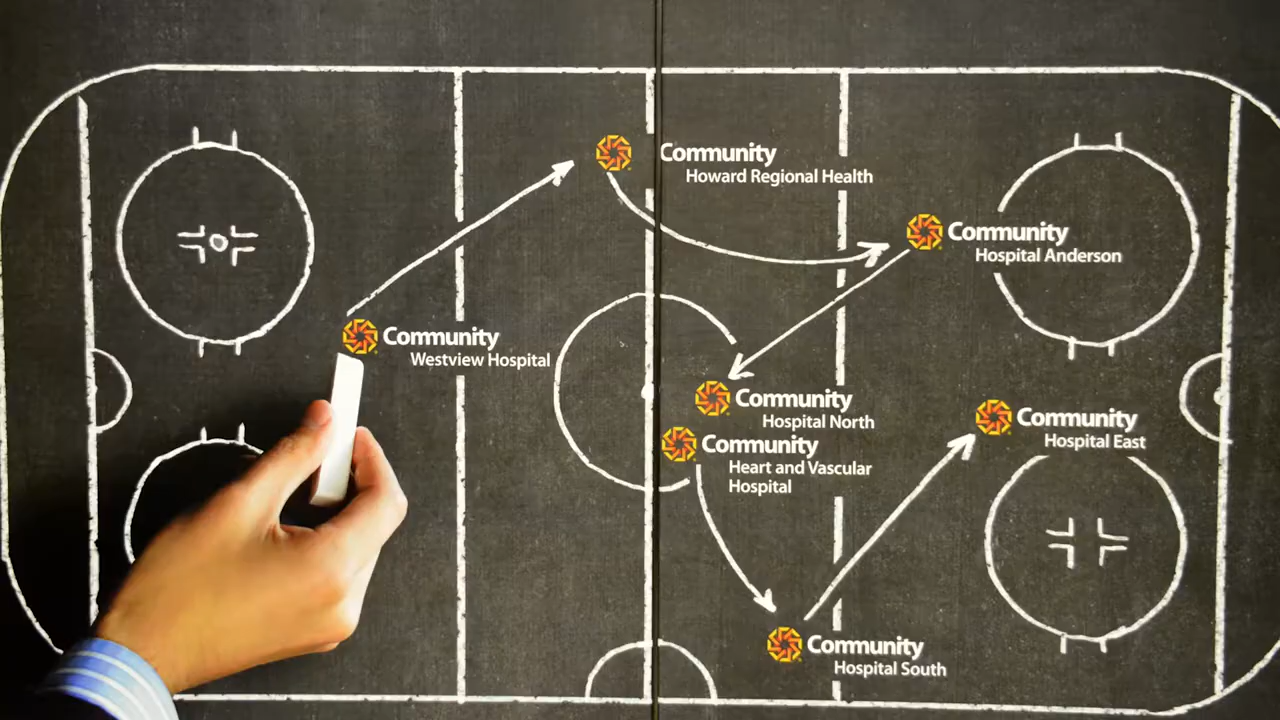 Community
Howard Regional Health
Community
Hospital Anderson
Community
Westview Hospital
Community
Hospital North
Community
Hospital East
Community
Heart and Vascular
Hospital
Community
Hospital South